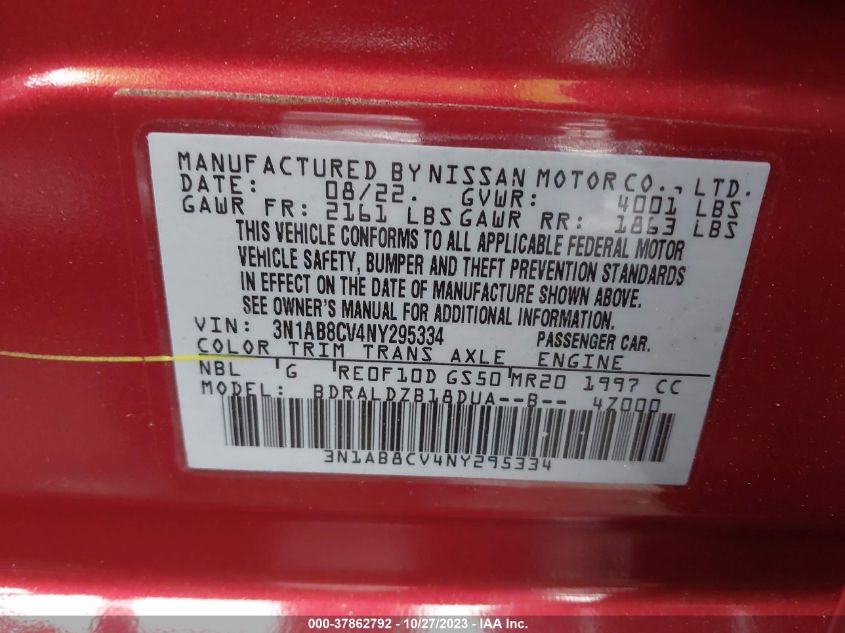 MANUFACTURED BY NISSAN MOTOR CO., LTD.
DATE: 08/22. GVWR: 4001 LBS
GAWR FR: 2161 LBS GAWR RR: 1863 LBS
THIS VEHICLE CONFORMS TO ALL APPLICABLE FEDERAL MOTOR
VEHICLE SAFETY, BUMPER AND THEFT PREVENTION STANDARDS
IN EFFECT ON THE DATE OF MANUFACTURE SHOWN ABOVE.
SEE OWNER'S MANUAL FOR ADDITIONAL INFORMATION.
VIN: 3N1AB8CV4NY295334 PASSENGER CAR.
COLOR TRIM TRANS AXLE ENGINE
NBL G RE0F10D GS50 MR20 1997 CC
MODEL: BDRALDZB18DUA--B-- 4Z000
3N1AB8CV4NY295334
000-37862792 - 10/27/2023 - IAA Inc.